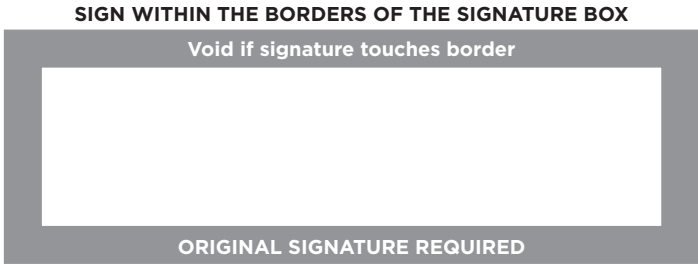 SIGN WITHIN THE BORDERS OF THE SIGNATURE BOX
Void if signature touches border
ORIGINAL SIGNATURE REQUIRED